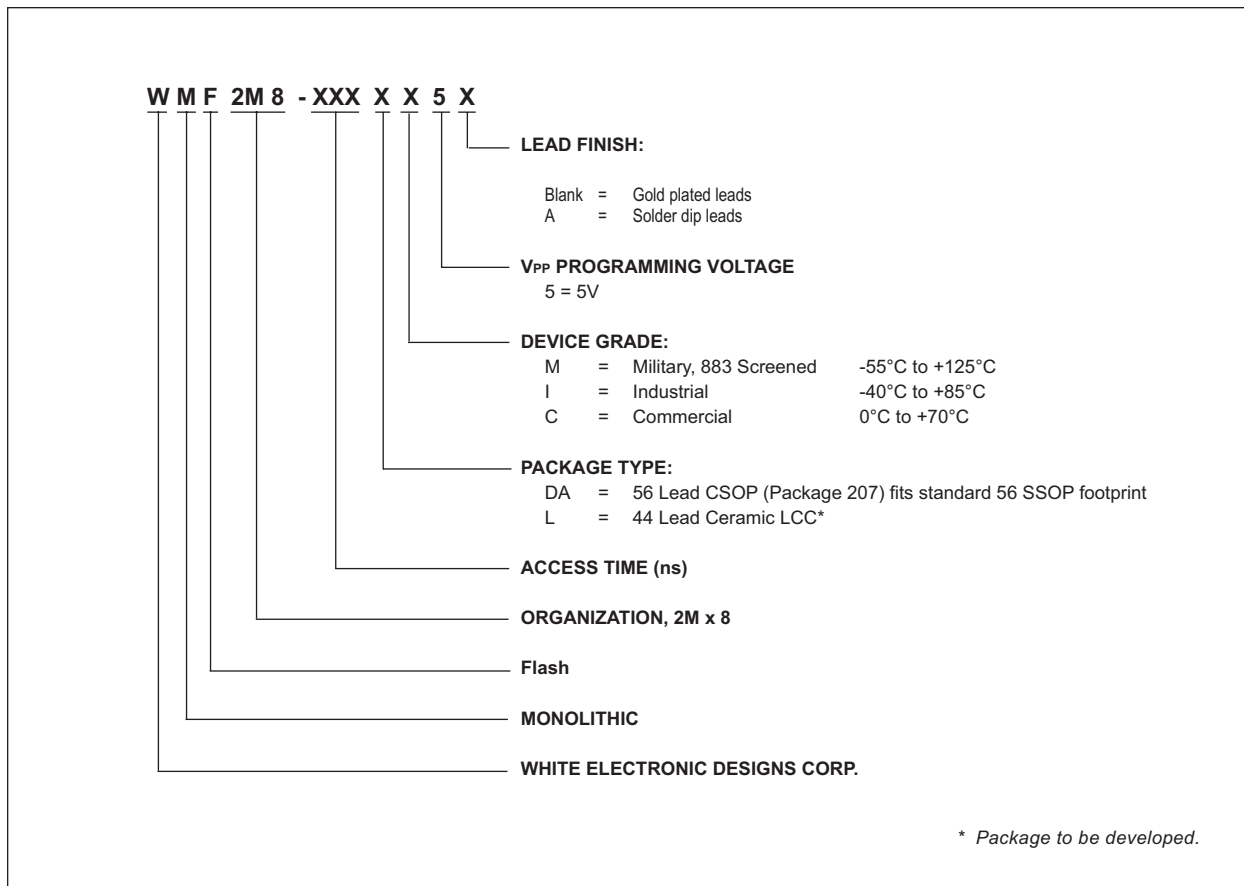 W M F 2M 8 - XXX X X 5 X
LEAD FINISH:
Blank = Gold plated leads
A = Solder dip leads
VPP PROGRAMMING VOLTAGE
5 = 5V
DEVICE GRADE:
M = Military, 883 Screened -55°C to +125°C
I = Industrial -40°C to +85°C
C = Commercial 0°C to +70°C
PACKAGE TYPE:
DA = 56 Lead CSOP (Package 207) fits standard 56 SSOP footprint
L = 44 Lead Ceramic LCC*
ACCESS TIME (ns)
ORGANIZATION, 2M x 8
Flash
MONOLITHIC
WHITE ELECTRONIC DESIGNS CORP.
* Package to be developed.